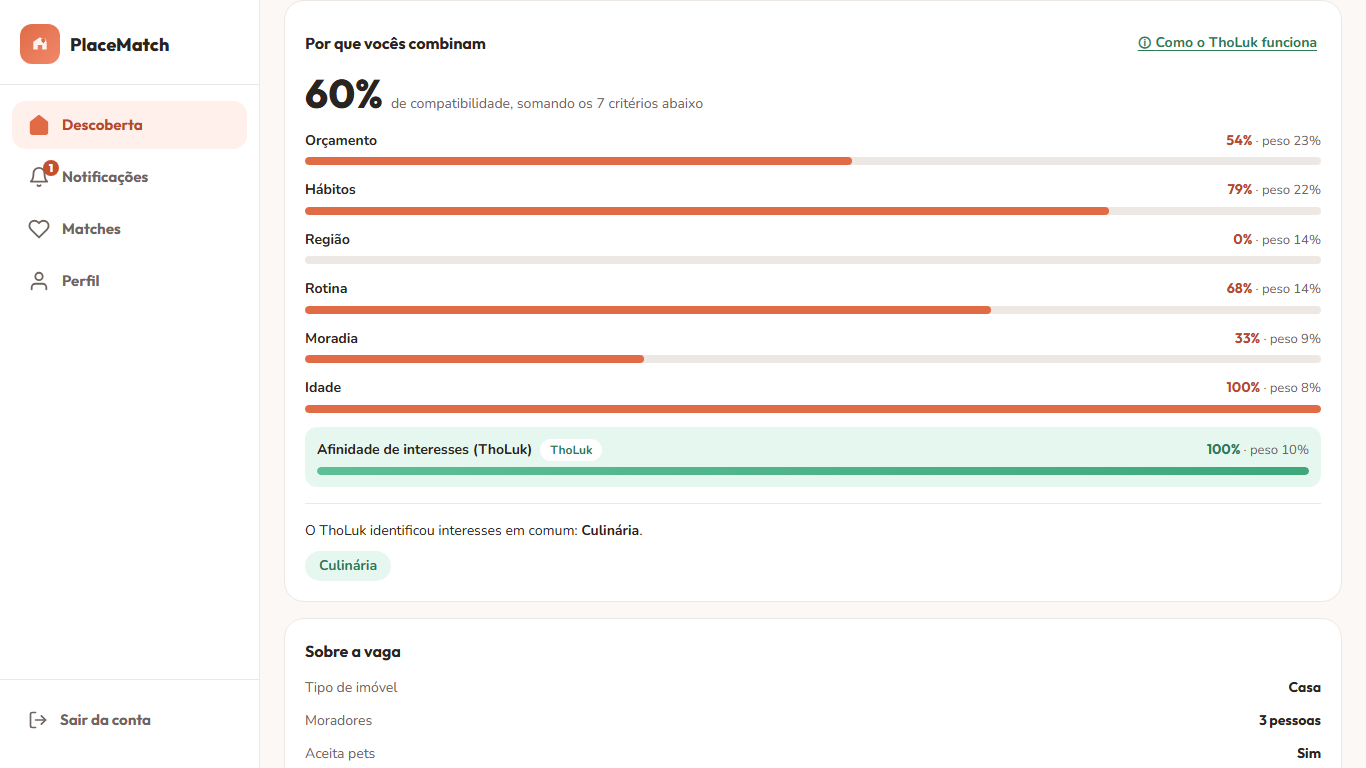 PlaceMatch
Descoberta
1
Notificações
Matches
Perfil
Sair da conta
Por que vocês combinam
Como o ThoLuk funciona
60% de compatibilidade, somando os 7 critérios abaixo
Orçamento 54% · peso 23%
Hábitos 79% · peso 22%
Região 0% · peso 14%
Rotina 68% · peso 14%
Moradia 33% · peso 9%
Idade 100% · peso 8%
Afinidade de interesses (ThoLuk) ThoLuk 100% · peso 10%
O ThoLuk identificou interesses em comum: Culinária.
Culinária
Sobre a vaga
Tipo de imóvel Casa
Moradores 3 pessoas
Aceita pets Sim